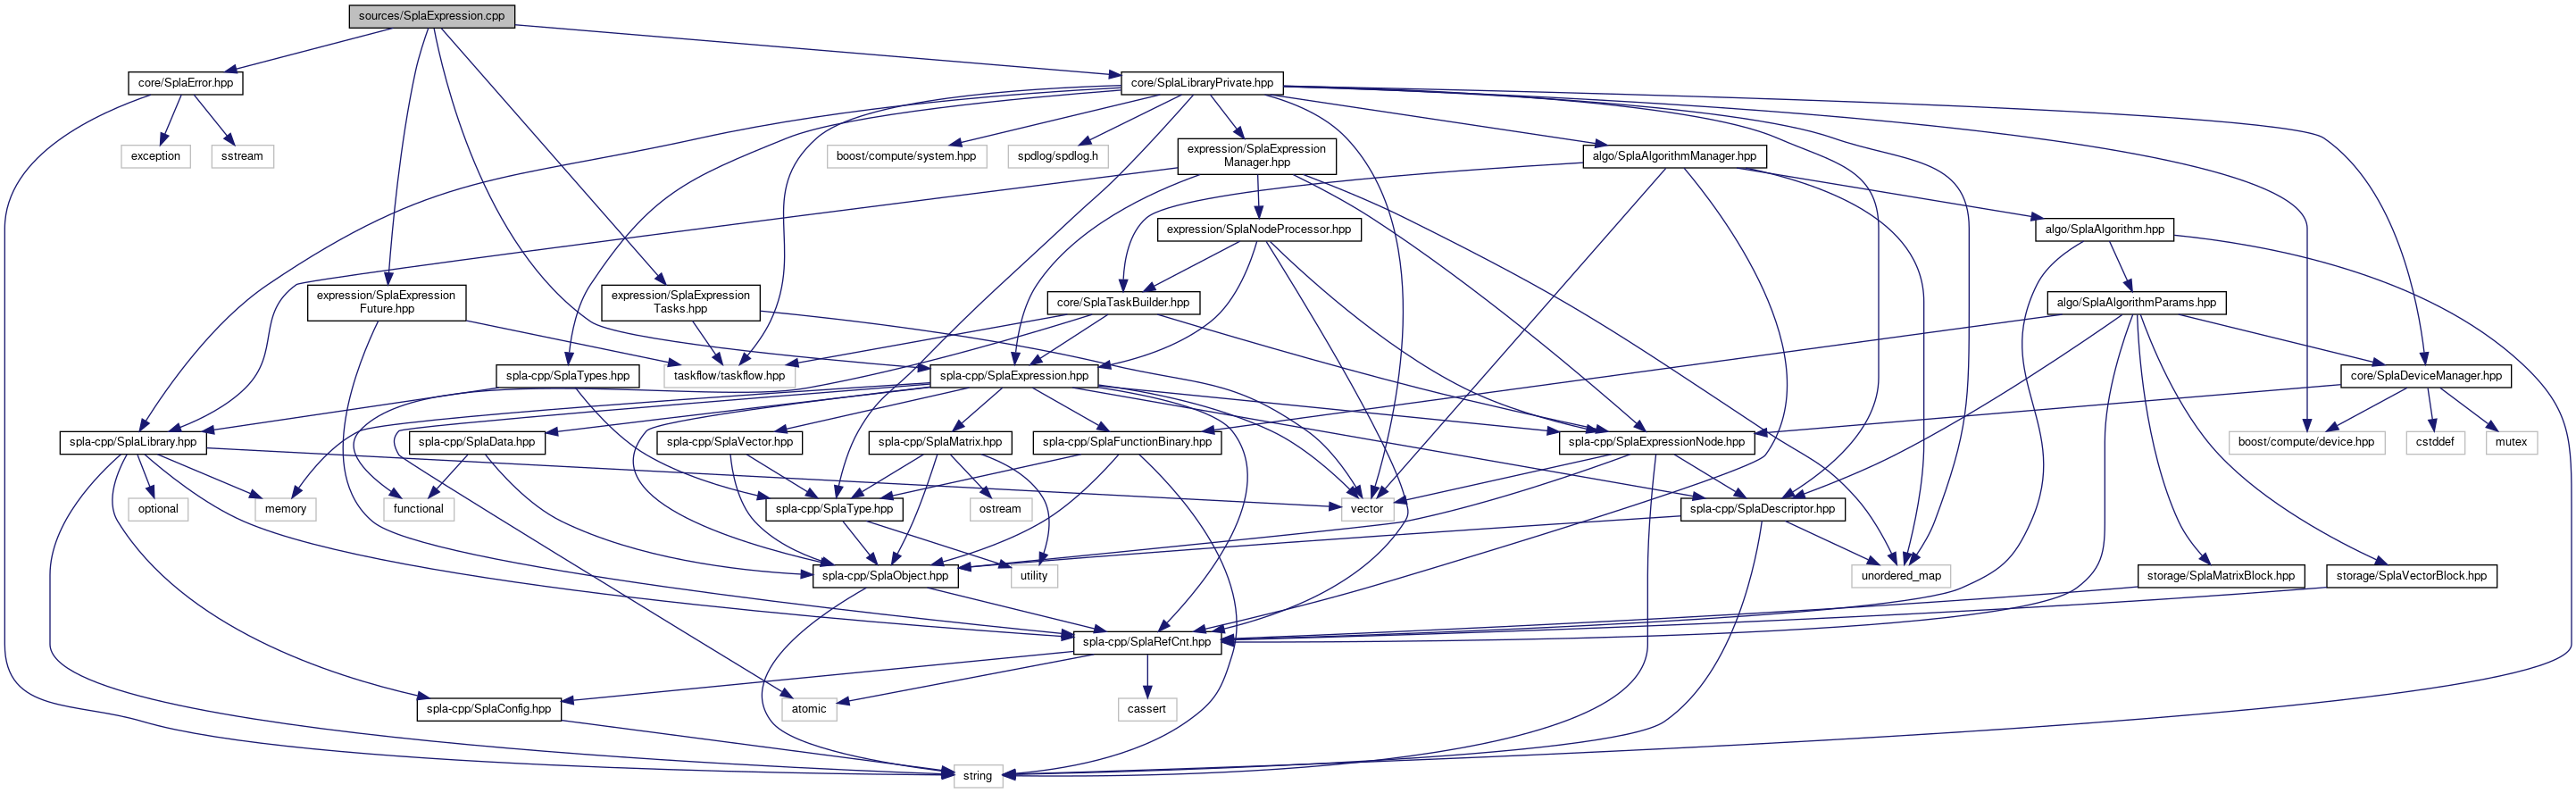 sources/SplaExpression.cpp
core/SplaError.hpp
core/SplaLibraryPrivate.hpp
exception
sstream
boost/compute/system.hpp
spdlog/spdlog.h
expression/SplaExpression
Manager.hpp
algo/SplaAlgorithmManager.hpp
expression/SplaNodeProcessor.hpp
algo/SplaAlgorithm.hpp
expression/SplaExpression
Future.hpp
expression/SplaExpression
Tasks.hpp
core/SplaTaskBuilder.hpp
algo/SplaAlgorithmParams.hpp
spla-cpp/SplaTypes.hpp
taskflow/taskflow.hpp
spla-cpp/SplaExpression.hpp
core/SplaDeviceManager.hpp
spla-cpp/SplaLibrary.hpp
spla-cpp/SplaData.hpp
spla-cpp/SplaVector.hpp
spla-cpp/SplaMatrix.hpp
spla-cpp/SplaFunctionBinary.hpp
spla-cpp/SplaExpressionNode.hpp
boost/compute/device.hpp
cstddef
mutex
optional
memory
functional
spla-cpp/SplaType.hpp
ostream
vector
spla-cpp/SplaDescriptor.hpp
spla-cpp/SplaObject.hpp
utility
unordered_map
storage/SplaMatrixBlock.hpp
storage/SplaVectorBlock.hpp
spla-cpp/SplaRefCnt.hpp
spla-cpp/SplaConfig.hpp
atomic
cassert
string